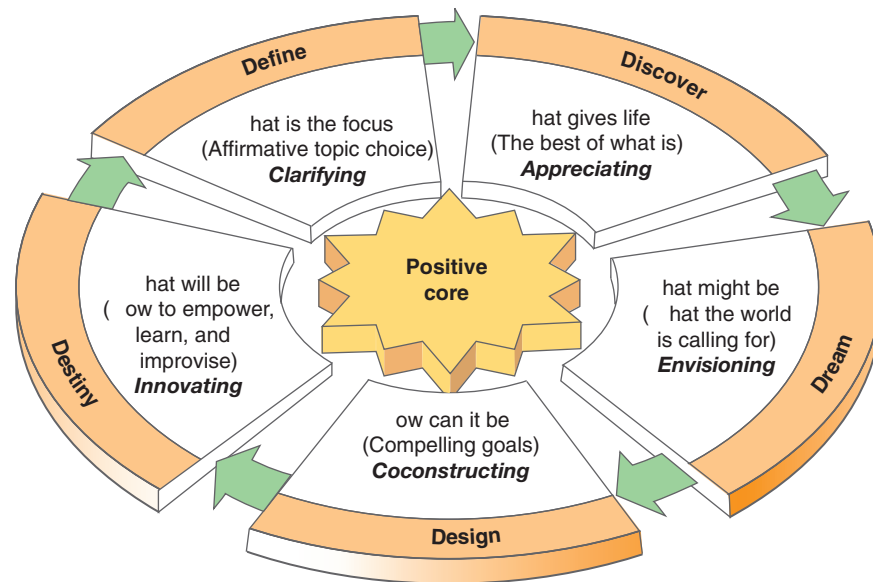 Define
hat is the focus
(Affirmative topic choice)
Clarifying
Discover
hat gives life
(The best of what is)
Appreciating
Dream
hat might be
( hat the world
is calling for)
Envisioning
Design
ow can it be
(Compelling goals)
Coconstructing
Destiny
hat will be
( ow to empower,
learn, and
improvise)
Innovating
Positive
core